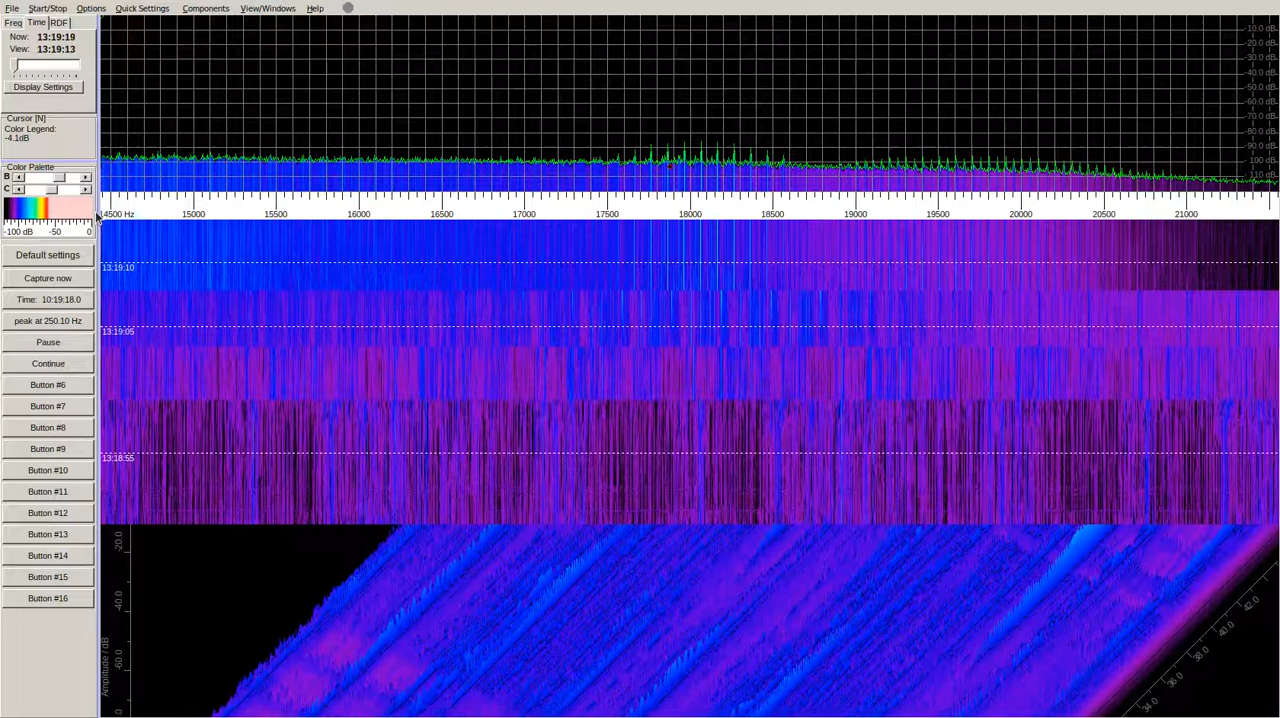 File Start/Stop Options Quick Settings Components View/Windows Help
Freq Time RDF
Now: 13:19:19
View: 13:19:13
Display Settings
Cursor [N]
Color Legend:
-4.1dB
Color Palette
B
C
-100 dB -50 0
Default settings
Capture now
Time: 10:19:18.0
peak at 250.10 Hz
Pause
Continue
Button #6
Button #7
Button #8
Button #9
Button #10
Button #11
Button #12
Button #13
Button #14
Button #15
Button #16
-10.0 dB
-20.0 dB
-30.0 dB
-40.0 dB
-50.0 dB
-60.0 dB
-70.0 dB
-80.0 dB
-90.0 dB
14500 Hz 15000 15500 16000 16500 17000 17500 18000 18500 19000 19500 20000 20500 21000
13:19:10
13:19:05
13:18:55
-20.0
-40.0
-60.0
Amplitude / dB
42.0
40.0
38.0
36.0
34.0